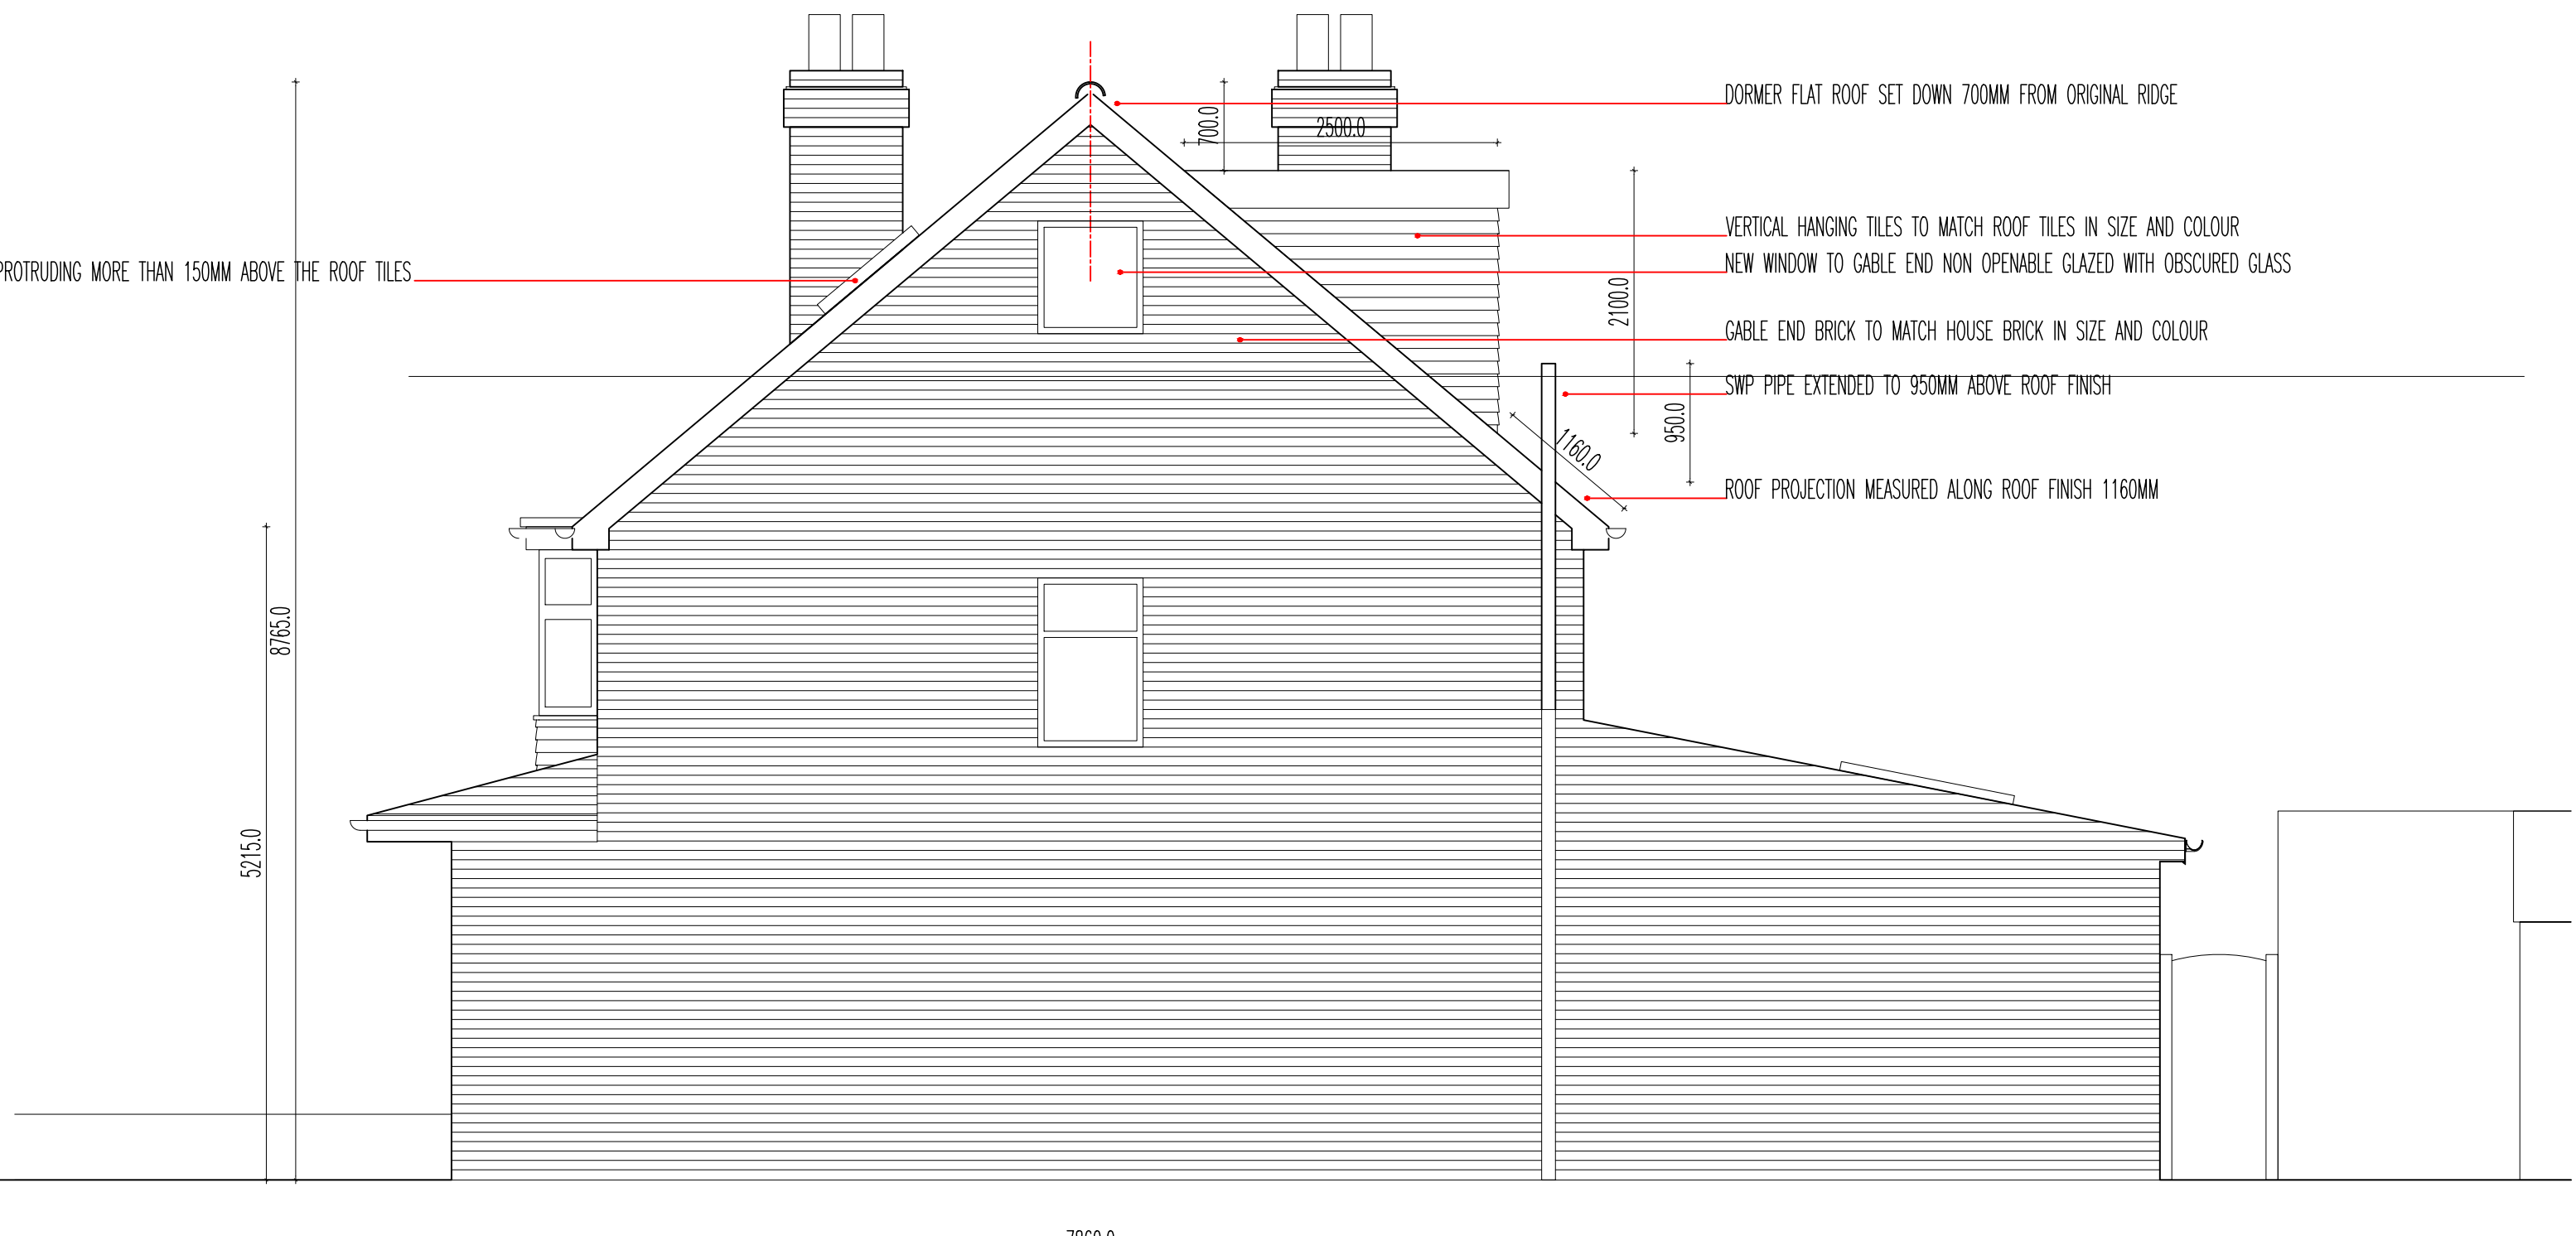 DORMER FLAT ROOF SET DOWN 700MM FROM ORIGINAL RIDGE
700.0
2500.0
VERTICAL HANGING TILES TO MATCH ROOF TILES IN SIZE AND COLOUR
NEW WINDOW TO GABLE END NON OPENABLE GLAZED WITH OBSCURED GLASS
PROTRUDING MORE THAN 150MM ABOVE THE ROOF TILES
2100.0
GABLE END BRICK TO MATCH HOUSE BRICK IN SIZE AND COLOUR
SWP PIPE EXTENDED TO 950MM ABOVE ROOF FINISH
950.0
1160.0
ROOF PROJECTION MEASURED ALONG ROOF FINISH 1160MM
8765.0
5215.0